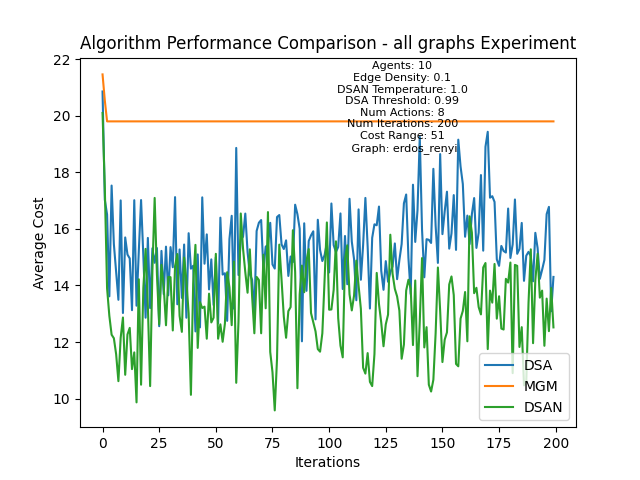 Algorithm Performance Comparison - all graphs Experiment
22
20
18
16
14
12
10
Average Cost
Agents: 10
Edge Density: 0.1
DSAN Temperature: 1.0
DSA Threshold: 0.99
Num Actions: 8
Num Iterations: 200
Cost Range: 51
Graph: erdos_renyi
DSA
MGM
DSAN
0
25
50
75
100
125
150
175
200
Iterations